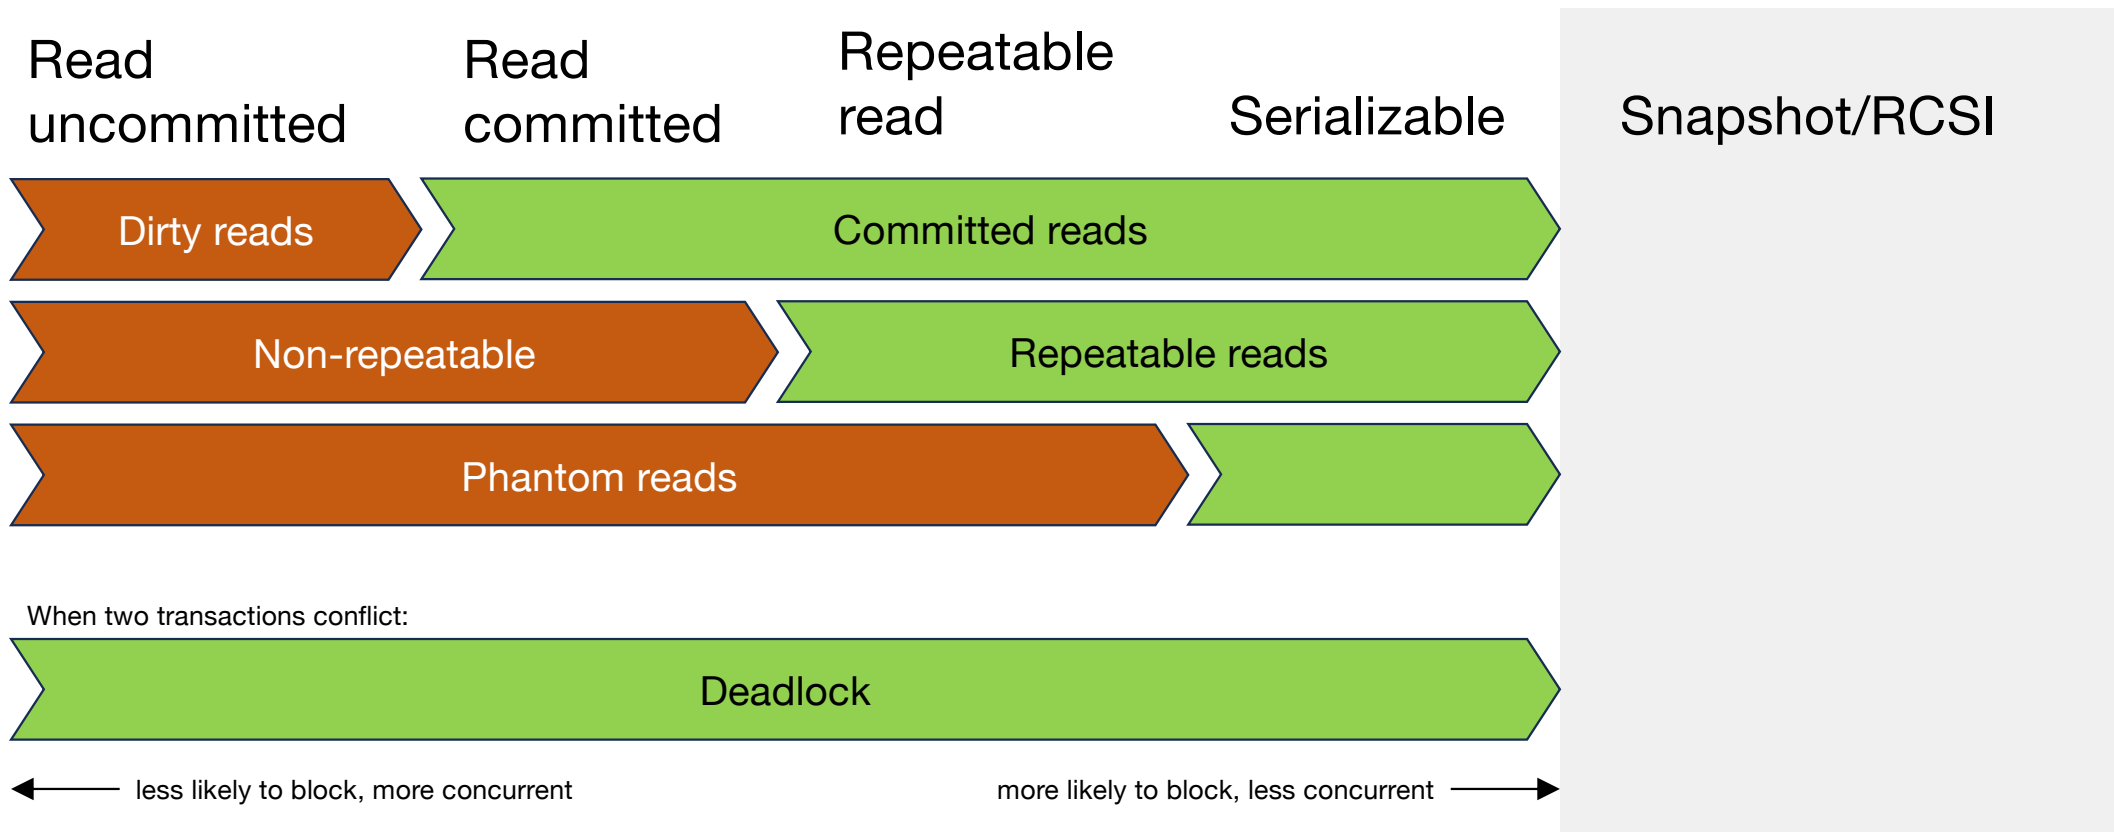 Read
uncommitted
Read
committed
Repeatable
read
Serializable
Snapshot/RCSI
Dirty reads
Committed reads
Non-repeatable
Repeatable reads
Phantom reads
When two transactions conflict:
Deadlock
less likely to block, more concurrent
more likely to block, less concurrent